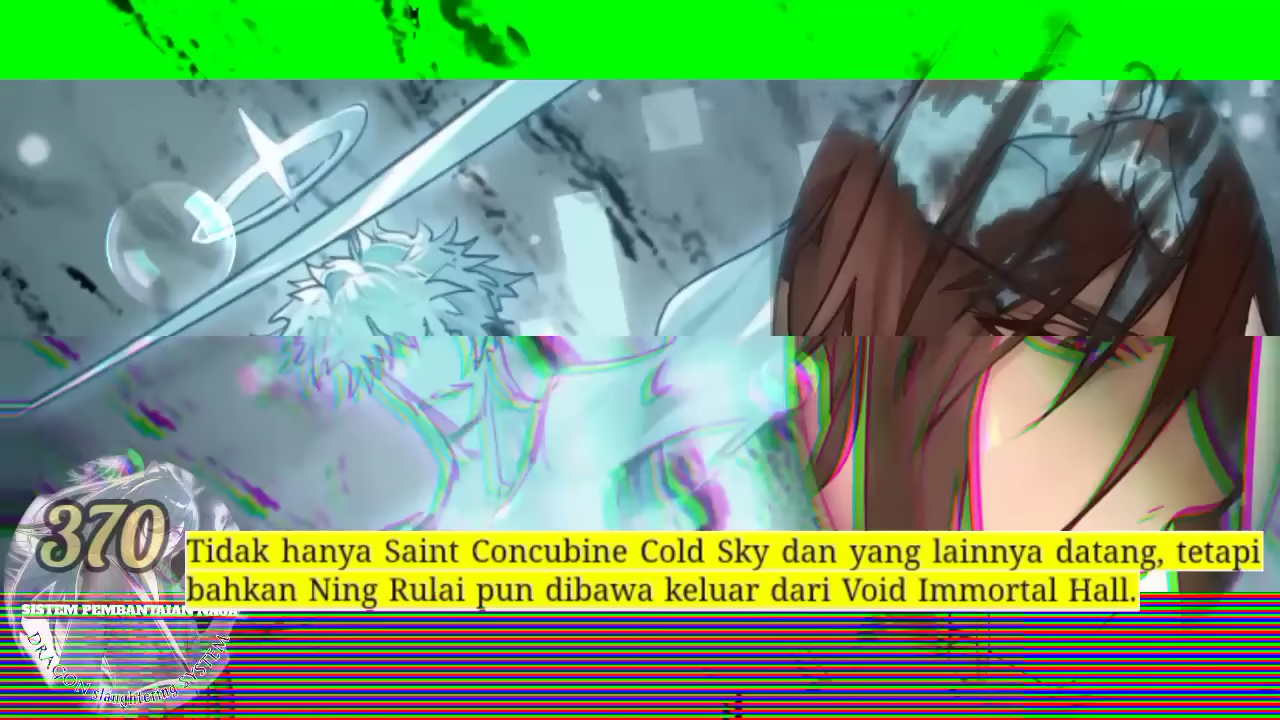 370
Tidak hanya Saint Concubine Cold Sky dan yang lainnya datang, tetapi
bahkan Ning Rulai pun dibawa keluar dari Void Immortal Hall.
SISTEM PEMBANTAIAN NAGA
DRAGON slaughtering SYSTEM